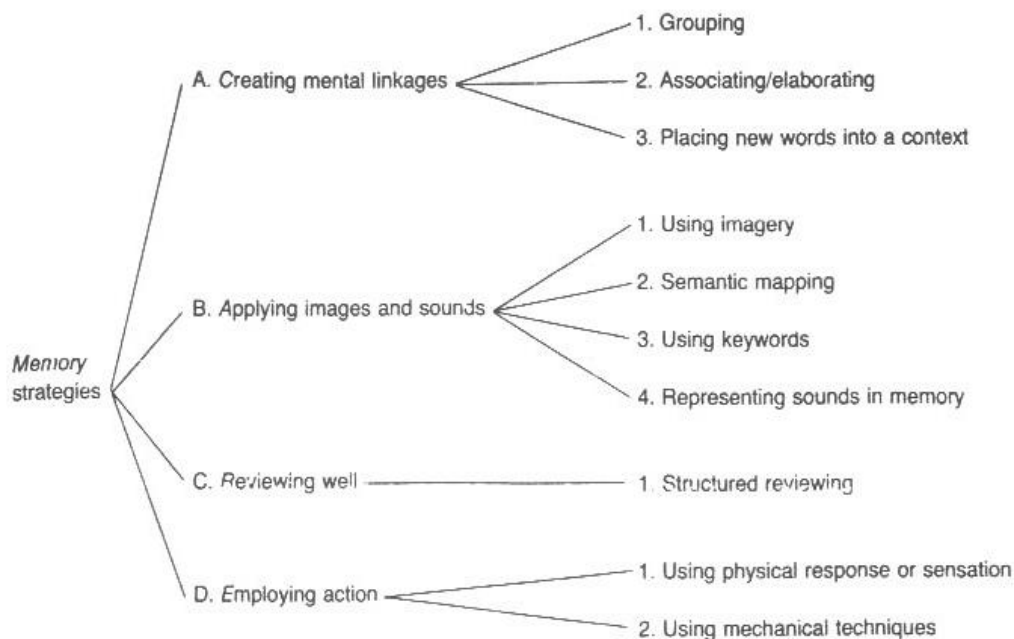 Memory
strategies
A. Creating mental linkages
1. Grouping
2. Associating/elaborating
3. Placing new words into a context
B. Applying images and sounds
1. Using imagery
2. Semantic mapping
3. Using keywords
4. Representing sounds in memory
C. Reviewing well
1. Structured reviewing
D. Employing action
1. Using physical response or sensation
2. Using mechanical techniques